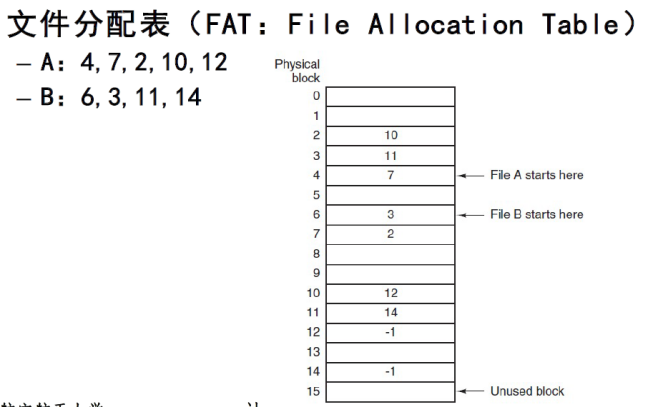 文件分配表（FAT：File Allocation Table）
– A：4,7,2,10,12
– B：6,3,11,14
Physical
block
0
1
2 10
3 11
4 7 File A starts here
5
6 3 File B starts here
7 2
8
9
10 12
11 14
12 -1
13
14 -1
15 Unused block